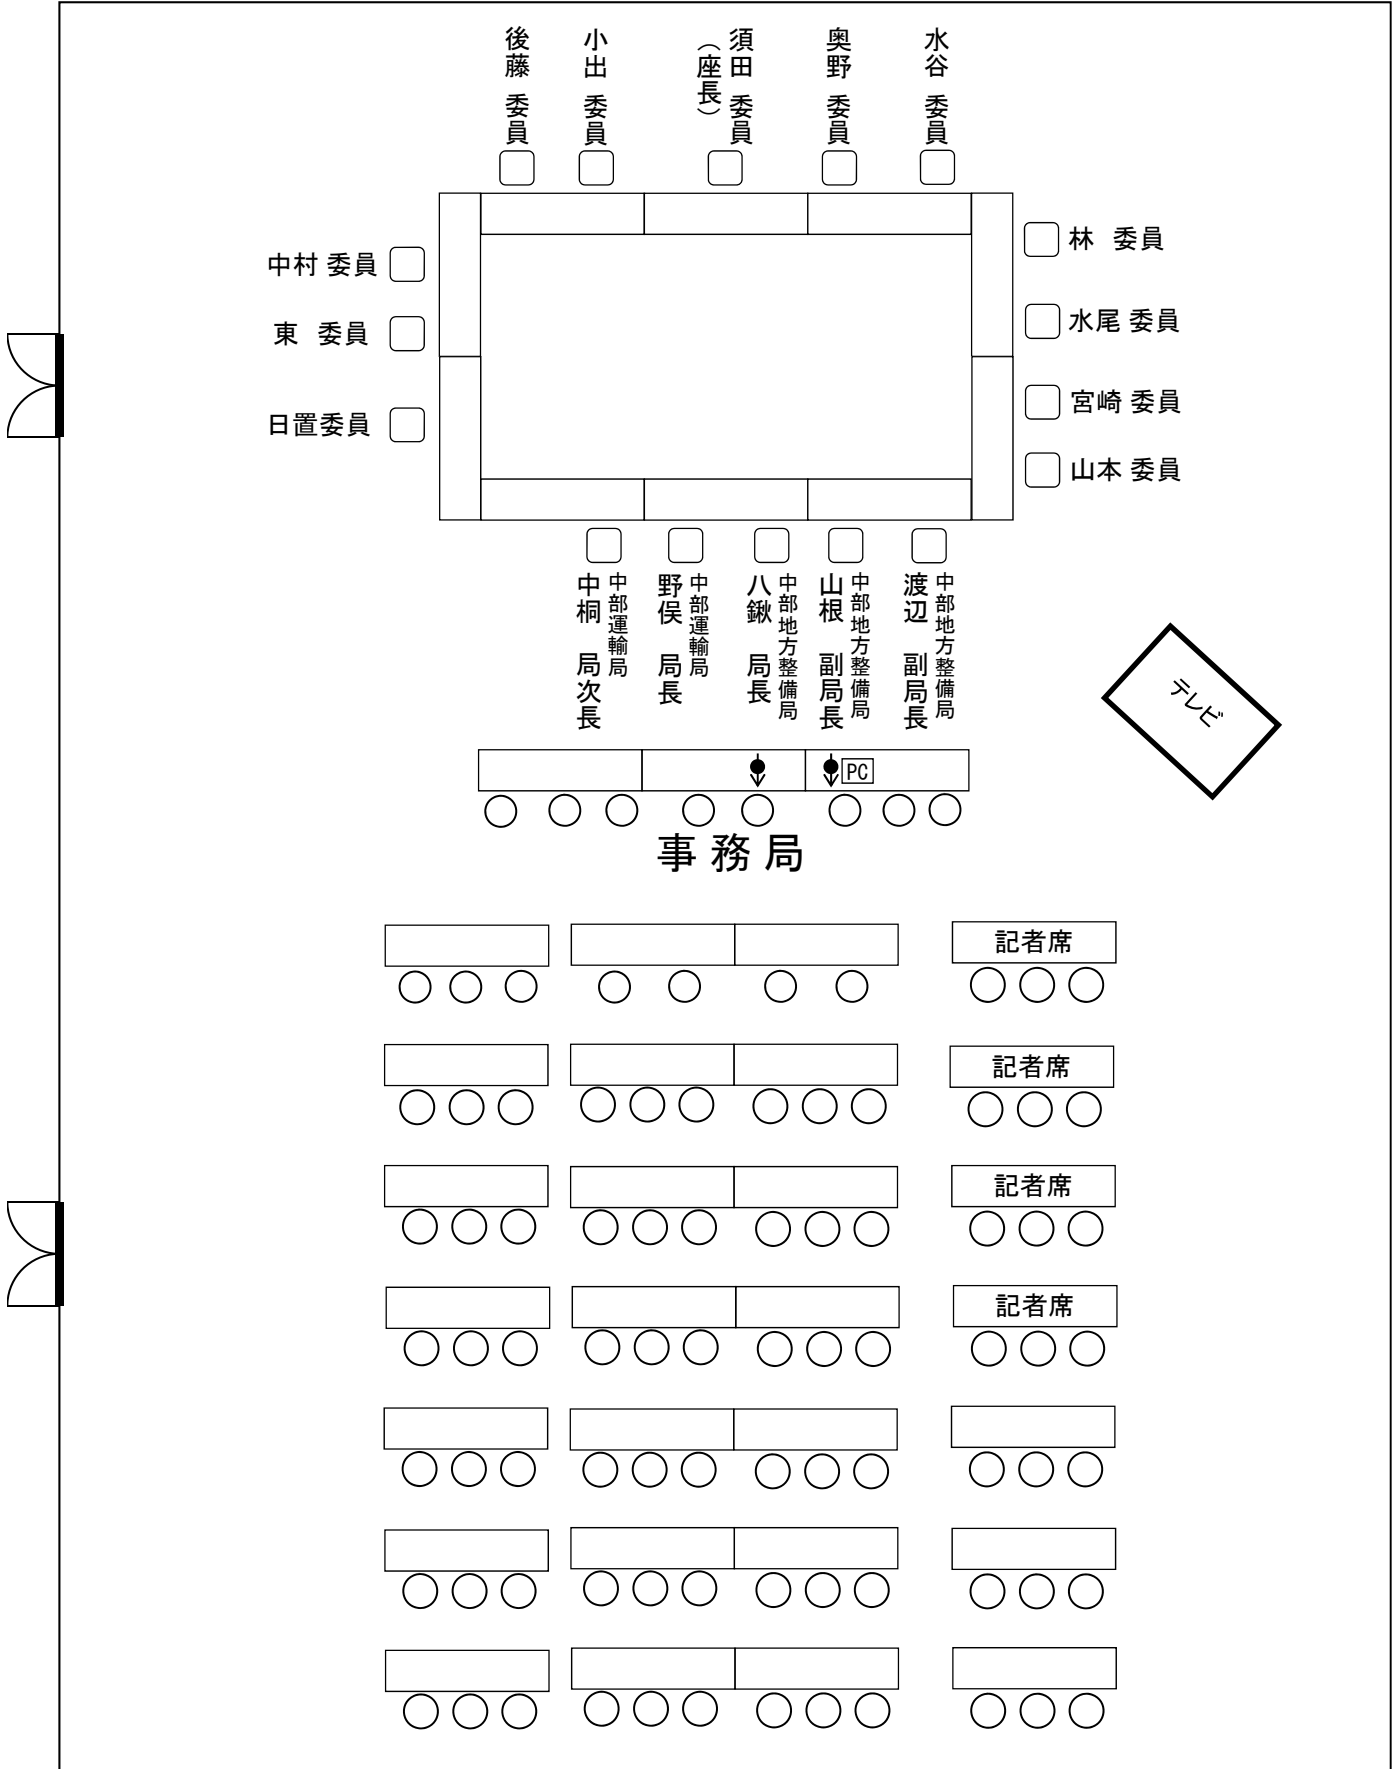 後藤 委員
小出 委員
須田 委員
（座長）
奥野 委員
水谷 委員
中村 委員
東 委員
日置委員
林 委員
水尾 委員
宮崎 委員
山本 委員
中部運輸局
中桐 局次長
中部運輸局
野俣 局長
中部地方整備局
八鍬 局長
中部地方整備局
山根 副局長
中部地方整備局
渡辺 副局長
テレビ
PC
事務局
記者席
記者席
記者席
記者席